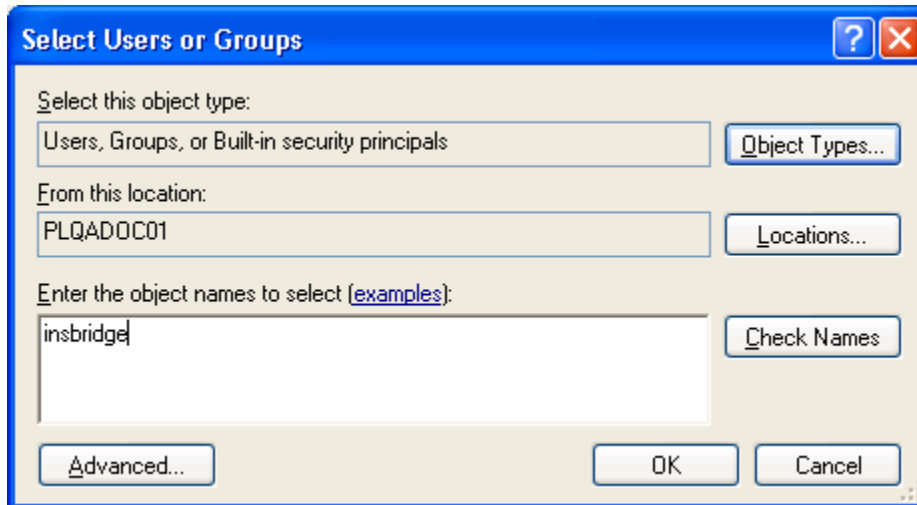 Select Users or Groups
Select this object type:
Users, Groups, or Built-in security principals
Object Types...
From this location:
PLQADOC01
Locations...
Enter the object names to select (examples):
insbridge
Check Names
Advanced...
OK
Cancel